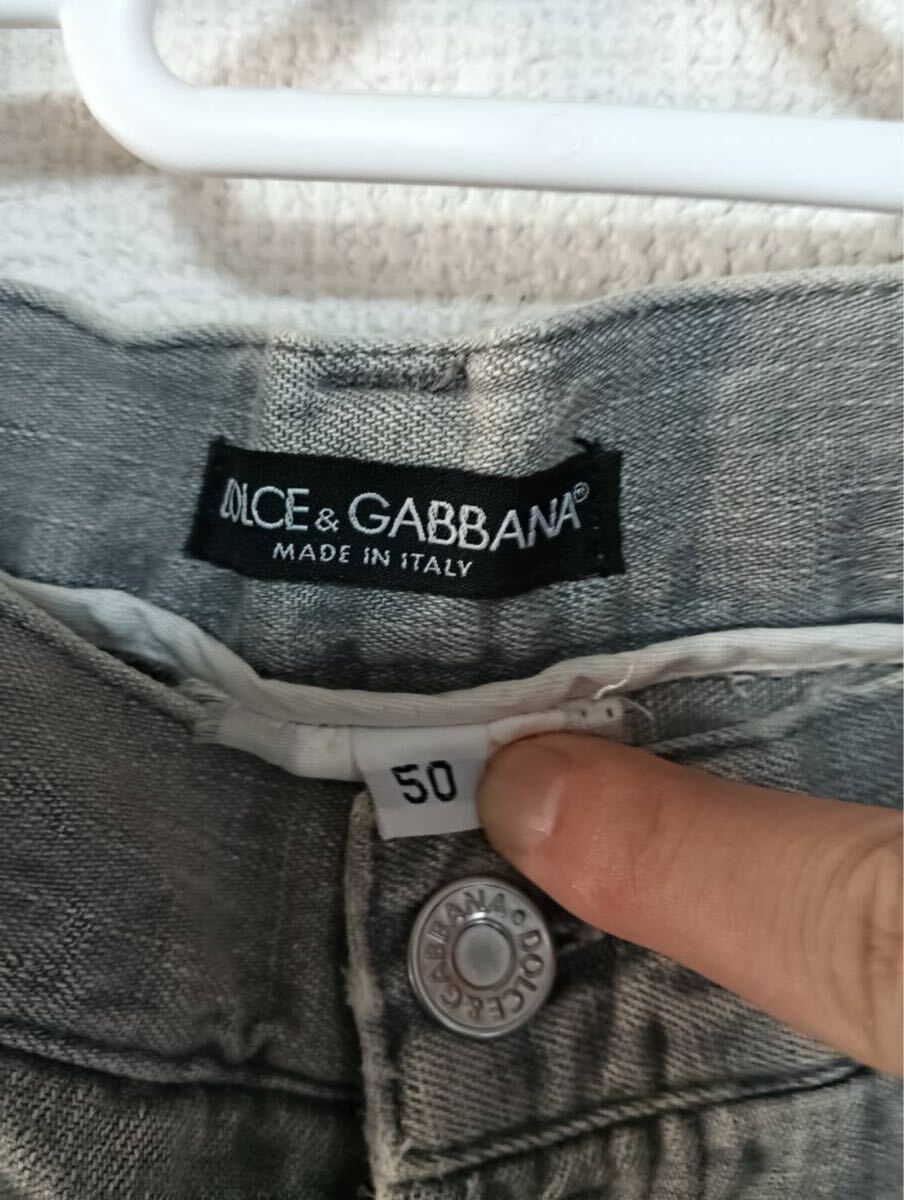 DOLCE & GABBANA®
MADE IN ITALY
50
DOLCE&GABBANA